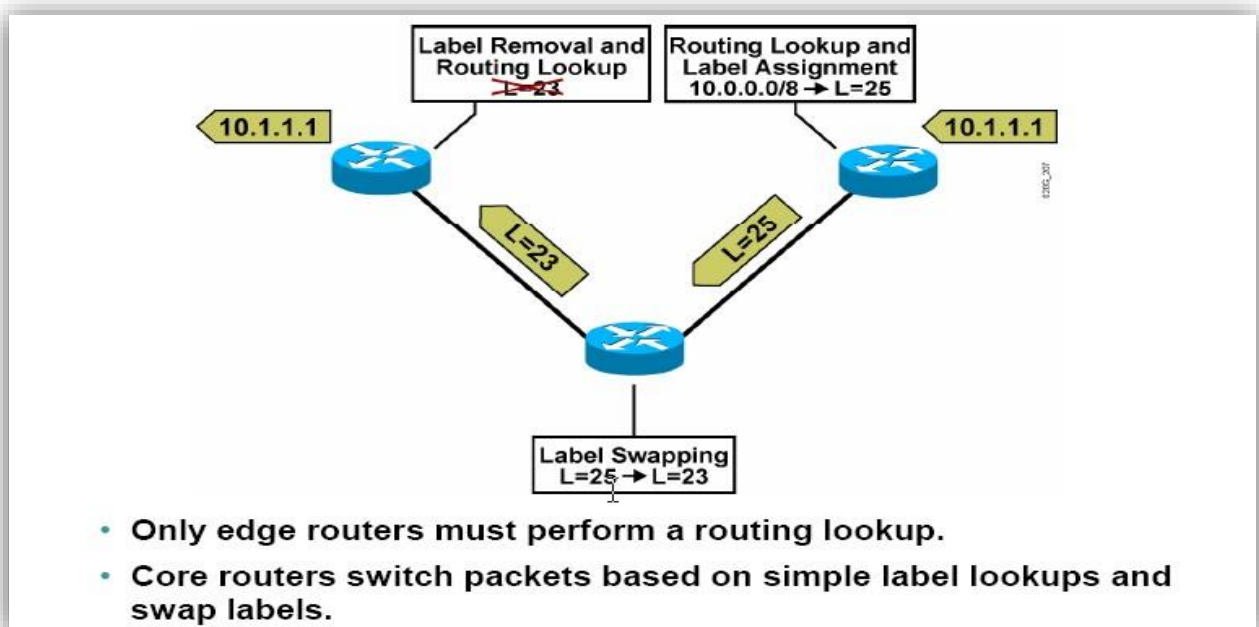 Label Removal and
Routing Lookup
L=23
Routing Lookup and
Label Assignment
10.0.0.0/8 → L=25
10.1.1.1
10.1.1.1
L=23
L=25
Label Swapping
L=25 → L=23
• Only edge routers must perform a routing lookup.
• Core routers switch packets based on simple label lookups and
swap labels.